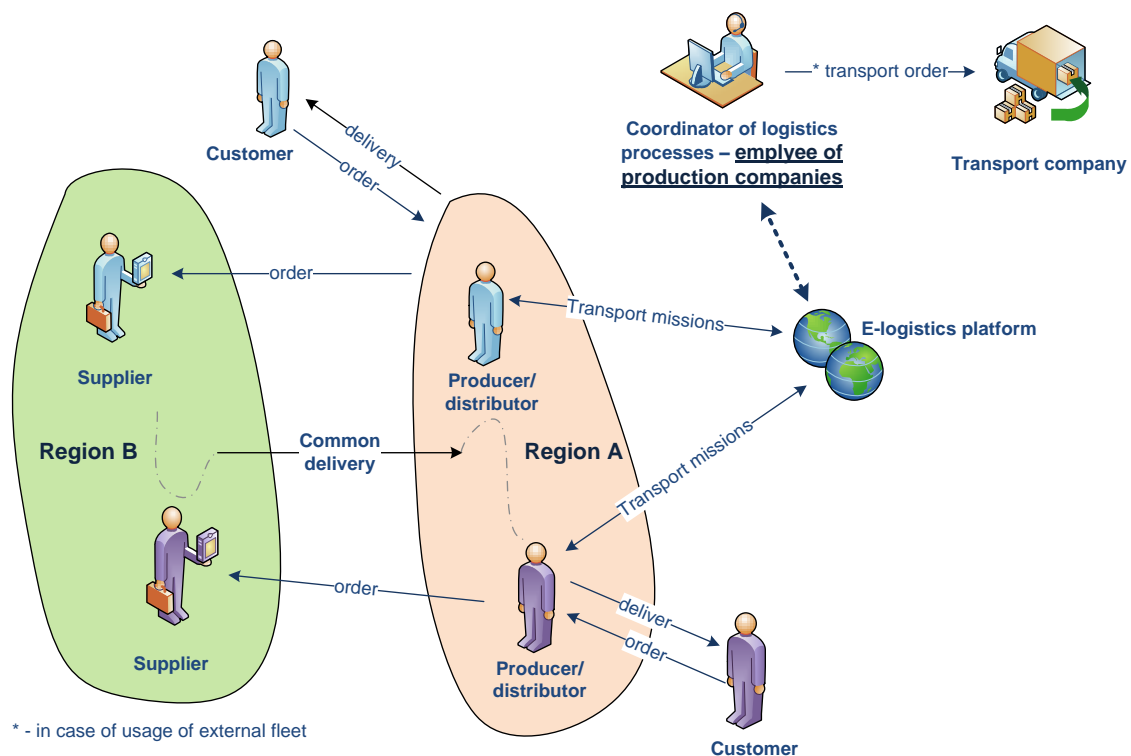 * transport order
Coordinator of logistics
processes – emplyee of
production companies
Transport company
Customer
delivery
order
order
Supplier
Producer/
distributor
Transport missions
E-logistics platform
Region B
Common
delivery
Region A
Transport missions
order
deliver
order
Supplier
Producer/
distributor
Customer
* - in case of usage of external fleet